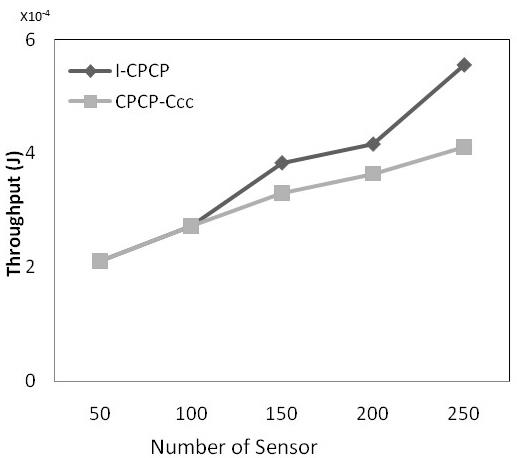 X10-4
6
I-CPCP
CPCP-Ccc
4
Throughput (J)
2
0
50 100 150 200 250
Number of Sensor